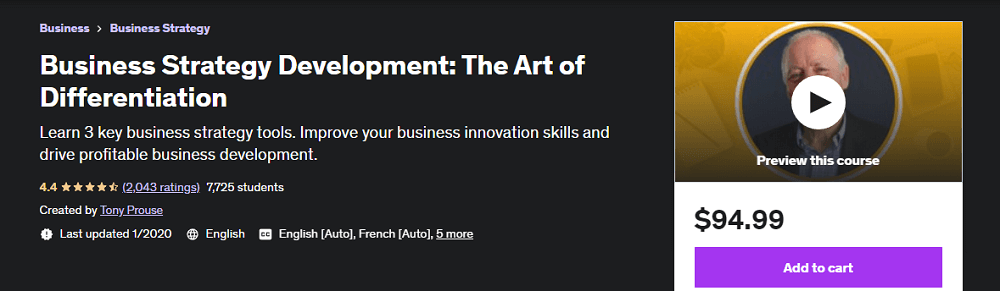 Business > Business Strategy
Business Strategy Development: The Art of
Differentiation
Learn 3 key business strategy tools. Improve your business innovation skills and
drive profitable business development.
4.4 (2,043 ratings) 7,725 students
Created by Tony Prouse
Last updated 1/2020 English English [Auto], French [Auto], 5 more
Preview this course
$94.99
Add to cart